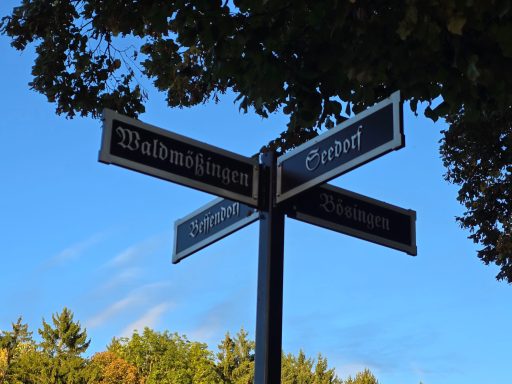 Waldmößingen
Seedorf
Beffendorf
Bösingen